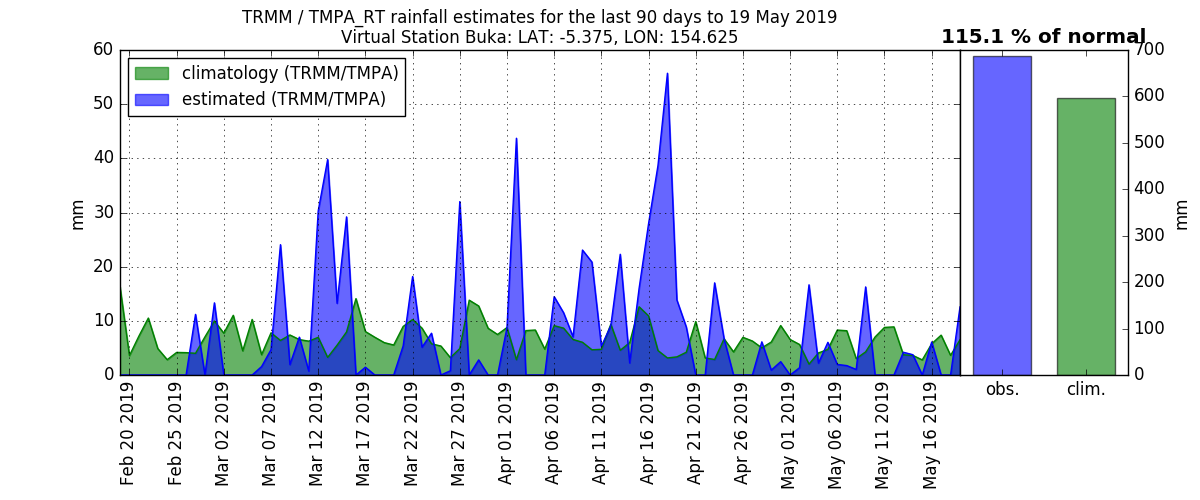 TRMM / TMPA_RT rainfall estimates for the last 90 days to 19 May 2019
Virtual Station Buka: LAT: -5.375, LON: 154.625
115.1 % of normal
climatology (TRMM/TMPA)
estimated (TRMM/TMPA)
mm
60
50
40
30
20
10
0
Feb 20 2019
Feb 25 2019
Mar 02 2019
Mar 07 2019
Mar 12 2019
Mar 17 2019
Mar 22 2019
Mar 27 2019
Apr 01 2019
Apr 06 2019
Apr 11 2019
Apr 16 2019
Apr 21 2019
Apr 26 2019
May 01 2019
May 06 2019
May 11 2019
May 16 2019
obs.
clim.
700
600
500
400
300
200
100
0
mm